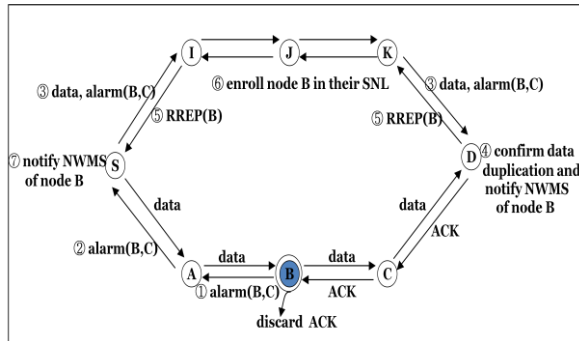 I
J
K
③ data, alarm(B,C)
⑥ enroll node B in their SNL
③ data, alarm(B,C)
⑤ RREP(B)
⑤ RREP(B)
⑦ notify NWMS
of node B
S
D
④ confirm data
duplication and
notify NWMS
of node B
data
data
② alarm(B,C)
ACK
data
data
A
B
C
① alarm(B,C)
ACK
discard ACK